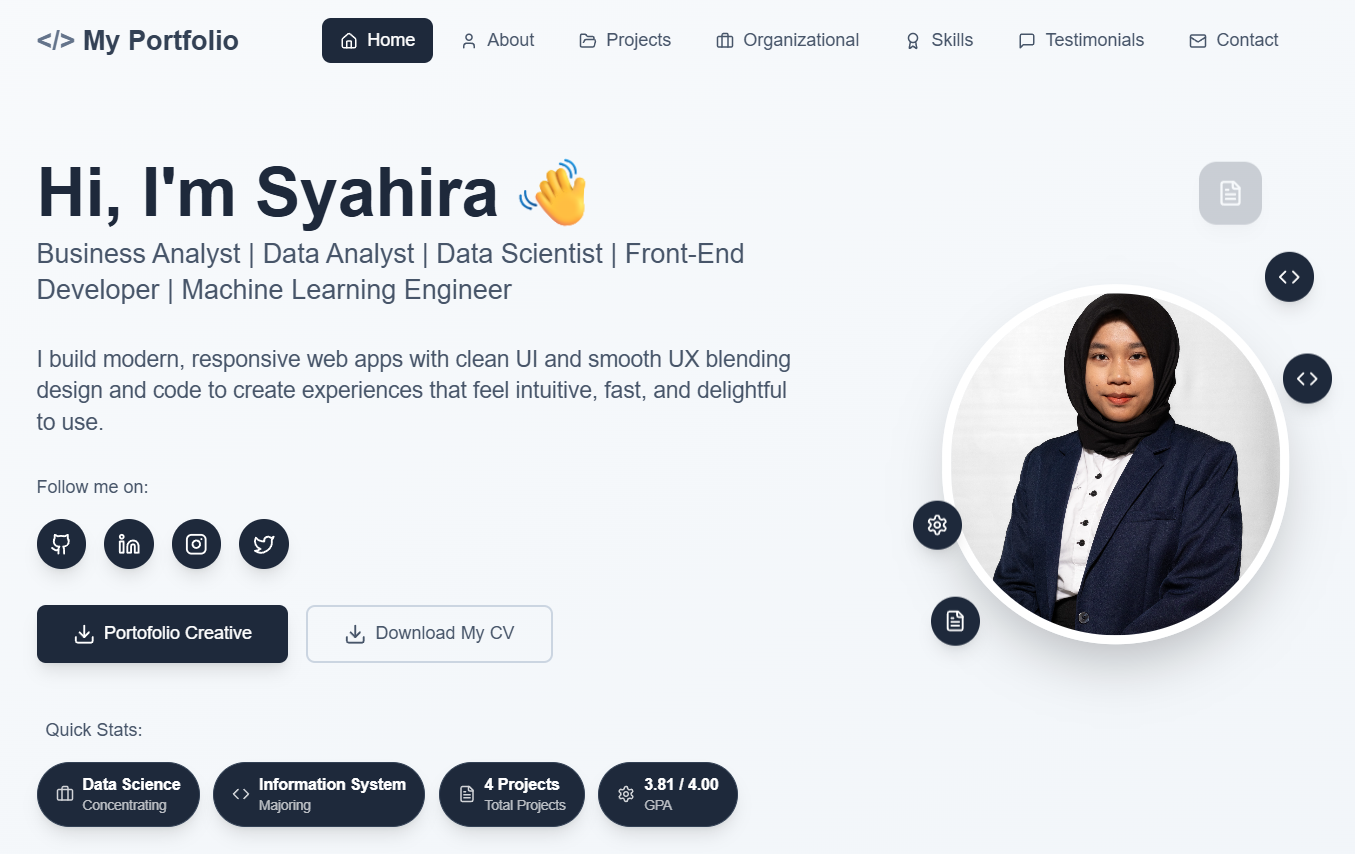 </> My Portfolio
Home
About
Projects
Organizational
Skills
Testimonials
Contact
Hi, I'm Syahira 👋
Business Analyst | Data Analyst | Data Scientist | Front-End
Developer | Machine Learning Engineer
I build modern, responsive web apps with clean UI and smooth UX blending
design and code to create experiences that feel intuitive, fast, and delightful
to use.
Follow me on:
Portofolio Creative
Download My CV
Quick Stats:
Data Science
Concentrating
Information System
Majoring
4 Projects
Total Projects
3.81 / 4.00
GPA